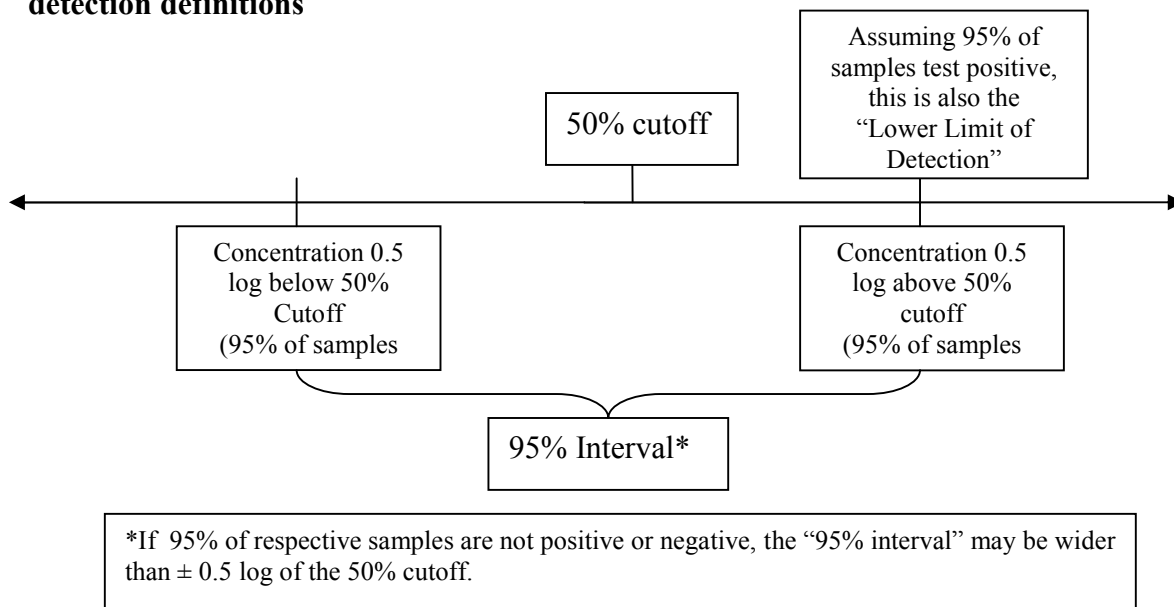 detection definitions
Assuming 95% of
samples test positive,
this is also the
“Lower Limit of
Detection”
50% cutoff
Concentration 0.5
log below 50%
Cutoff
(95% of samples
Concentration 0.5
log above 50%
cutoff
(95% of samples
95% Interval*
*If 95% of respective samples are not positive or negative, the “95% interval” may be wider
than ± 0.5 log of the 50% cutoff.